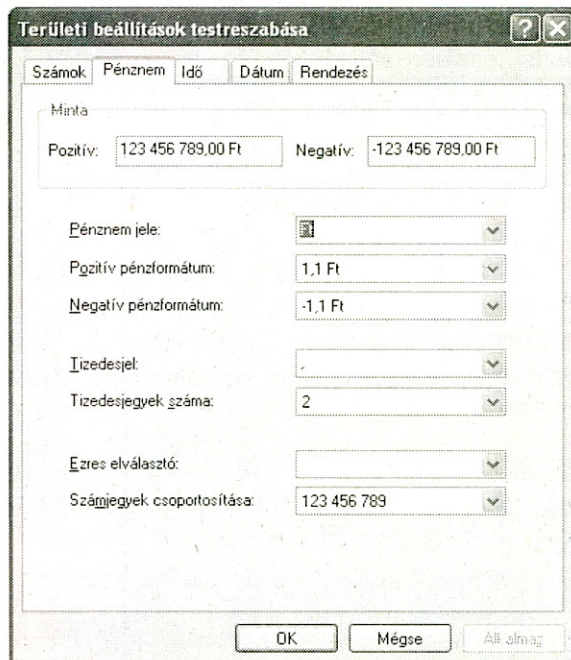 Területi beállítások testreszabása
Számok Pénznem Idő Dátum Rendezés
Minta
Pozitív: 123 456 789,00 Ft Negatív: -123 456 789,00 Ft
Pénznem jele:
Pozitív pénzformátum: 1,1 Ft
Negatív pénzformátum: -1,1 Ft
Tizedesjel: ,
Tizedesjegyek száma: 2
Ezres elválasztó:
Számjegyek csoportosítása: 123 456 789
OK Mégse